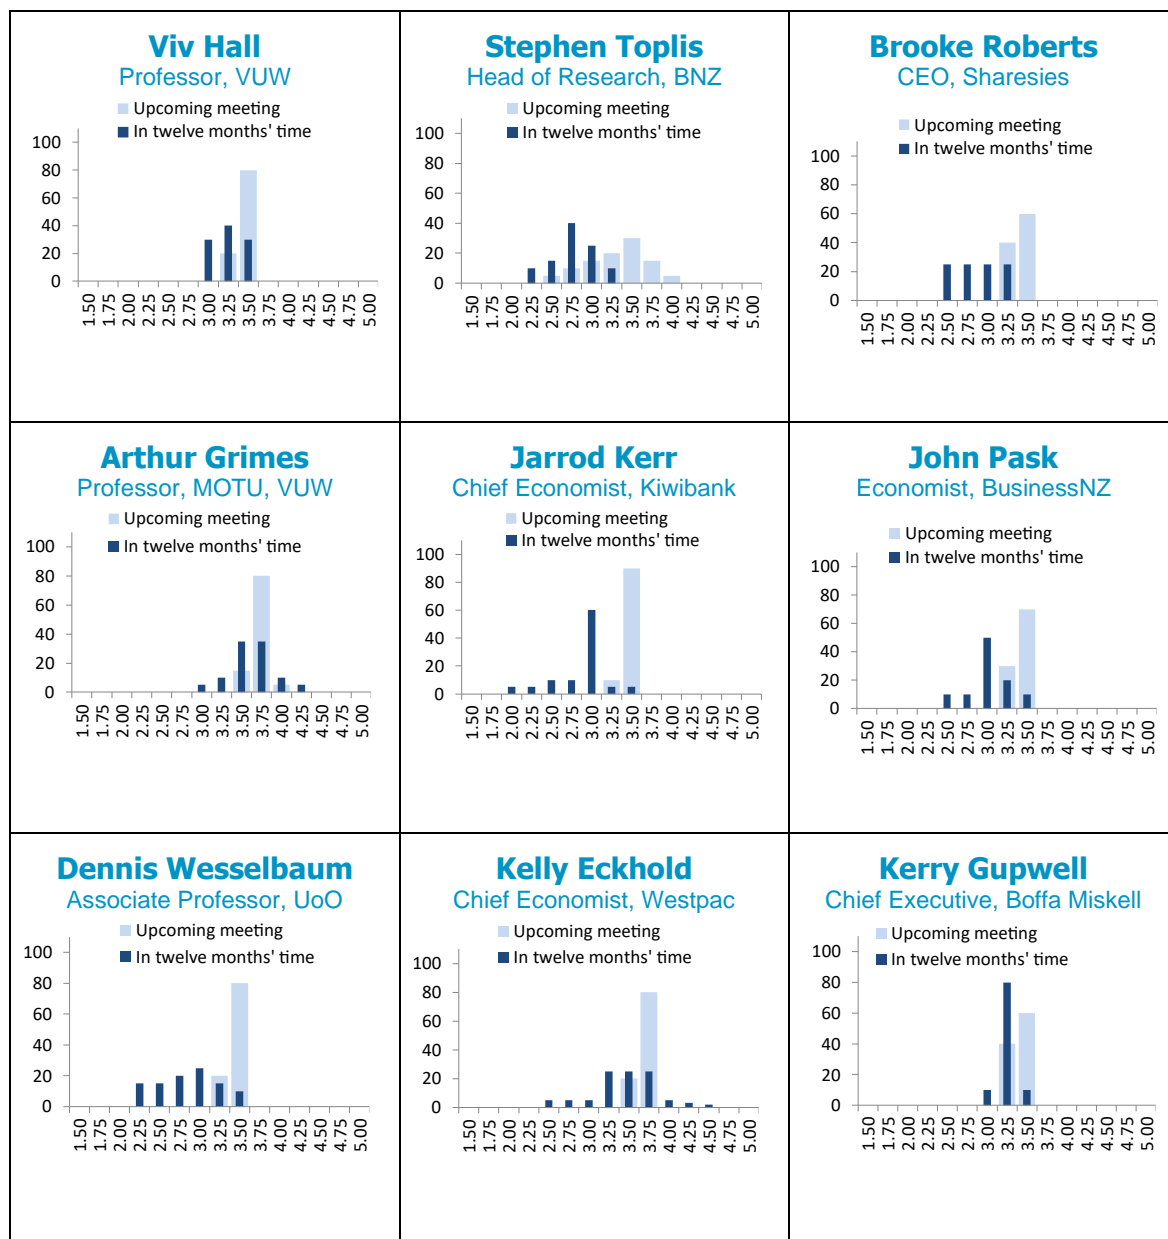 Viv Hall
Professor, VUW
Upcoming meeting
In twelve months' time
100
80
60
40
20
0
1.50 1.75 2.00 2.25 2.50 2.75 3.00 3.25 3.50 3.75 4.00 4.25 4.50 4.75 5.00
Stephen Toplis
Head of Research, BNZ
Upcoming meeting
In twelve months' time
100
80
60
40
20
0
1.50 1.75 2.00 2.25 2.50 2.75 3.00 3.25 3.50 3.75 4.00 4.25 4.50 4.75 5.00
Brooke Roberts
CEO, Sharesies
Upcoming meeting
In twelve months' time
100
80
60
40
20
0
1.50 1.75 2.00 2.25 2.50 2.75 3.00 3.25 3.50 3.75 4.00 4.25 4.50 4.75 5.00
Arthur Grimes
Professor, MOTU, VUW
Upcoming meeting
In twelve months' time
100
80
60
40
20
0
1.50 1.75 2.00 2.25 2.50 2.75 3.00 3.25 3.50 3.75 4.00 4.25 4.50 4.75 5.00
Jarrod Kerr
Chief Economist, Kiwibank
Upcoming meeting
In twelve months' time
100
80
60
40
20
0
1.50 1.75 2.00 2.25 2.50 2.75 3.00 3.25 3.50 3.75 4.00 4.25 4.50 4.75 5.00
John Pask
Economist, BusinessNZ
Upcoming meeting
In twelve months' time
100
80
60
40
20
0
1.50 1.75 2.00 2.25 2.50 2.75 3.00 3.25 3.50 3.75 4.00 4.25 4.50 4.75 5.00
Dennis Wesselbaum
Associate Professor, UoO
Upcoming meeting
In twelve months' time
100
80
60
40
20
0
1.50 1.75 2.00 2.25 2.50 2.75 3.00 3.25 3.50 3.75 4.00 4.25 4.50 4.75 5.00
Kelly Eckhold
Chief Economist, Westpac
Upcoming meeting
In twelve months' time
100
80
60
40
20
0
1.50 1.75 2.00 2.25 2.50 2.75 3.00 3.25 3.50 3.75 4.00 4.25 4.50 4.75 5.00
Kerry Gupwell
Chief Executive, Boffa Miskell
Upcoming meeting
In twelve months' time
100
80
60
40
20
0
1.50 1.75 2.00 2.25 2.50 2.75 3.00 3.25 3.50 3.75 4.00 4.25 4.50 4.75 5.00